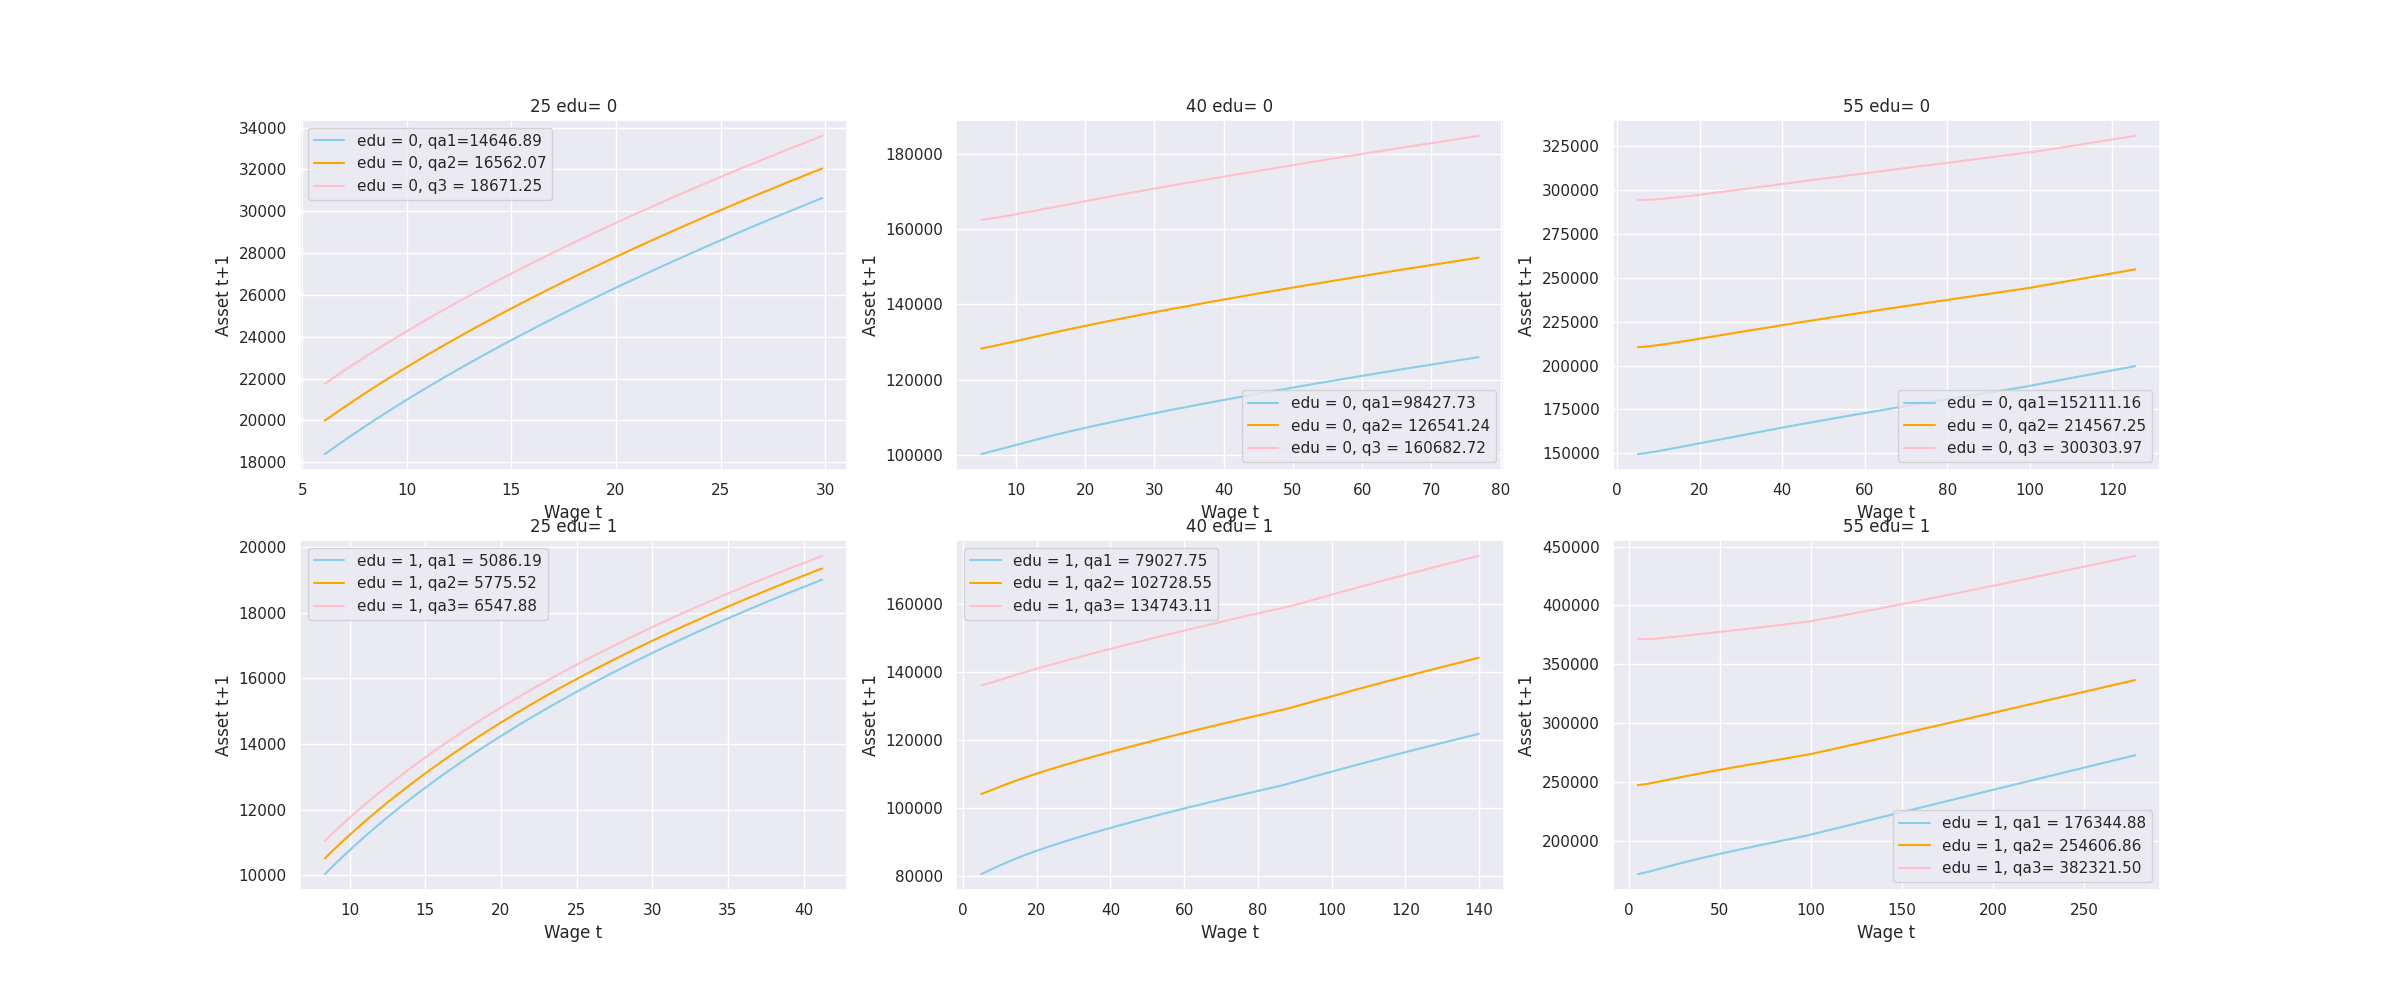 25 edu= 0
Asset t+1
34000
32000
30000
28000
26000
24000
22000
20000
18000
edu = 0, qa1=14646.89
edu = 0, qa2= 16562.07
edu = 0, q3 = 18671.25
5 10 15 20 25 30
Wage t
40 edu= 0
Asset t+1
180000
160000
140000
120000
100000
edu = 0, qa1=98427.73
edu = 0, qa2= 126541.24
edu = 0, q3 = 160682.72
10 20 30 40 50 60 70 80
Wage t
55 edu= 0
Asset t+1
325000
300000
275000
250000
225000
200000
175000
150000
edu = 0, qa1=152111.16
edu = 0, qa2= 214567.25
edu = 0, q3 = 300303.97
0 20 40 60 80 100 120
Wage t
25 edu= 1
Asset t+1
20000
18000
16000
14000
12000
10000
edu = 1, qa1 = 5086.19
edu = 1, qa2= 5775.52
edu = 1, qa3= 6547.88
10 15 20 25 30 35 40
Wage t
40 edu= 1
Asset t+1
160000
140000
120000
100000
80000
edu = 1, qa1 = 79027.75
edu = 1, qa2= 102728.55
edu = 1, qa3= 134743.11
0 20 40 60 80 100 120 140
Wage t
55 edu= 1
Asset t+1
450000
400000
350000
300000
250000
200000
edu = 1, qa1 = 176344.88
edu = 1, qa2= 254606.86
edu = 1, qa3= 382321.50
0 50 100 150 200 250
Wage t